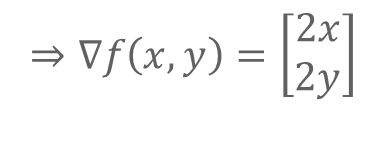 ⇒ ∇f(x, y) = [2x
2y]